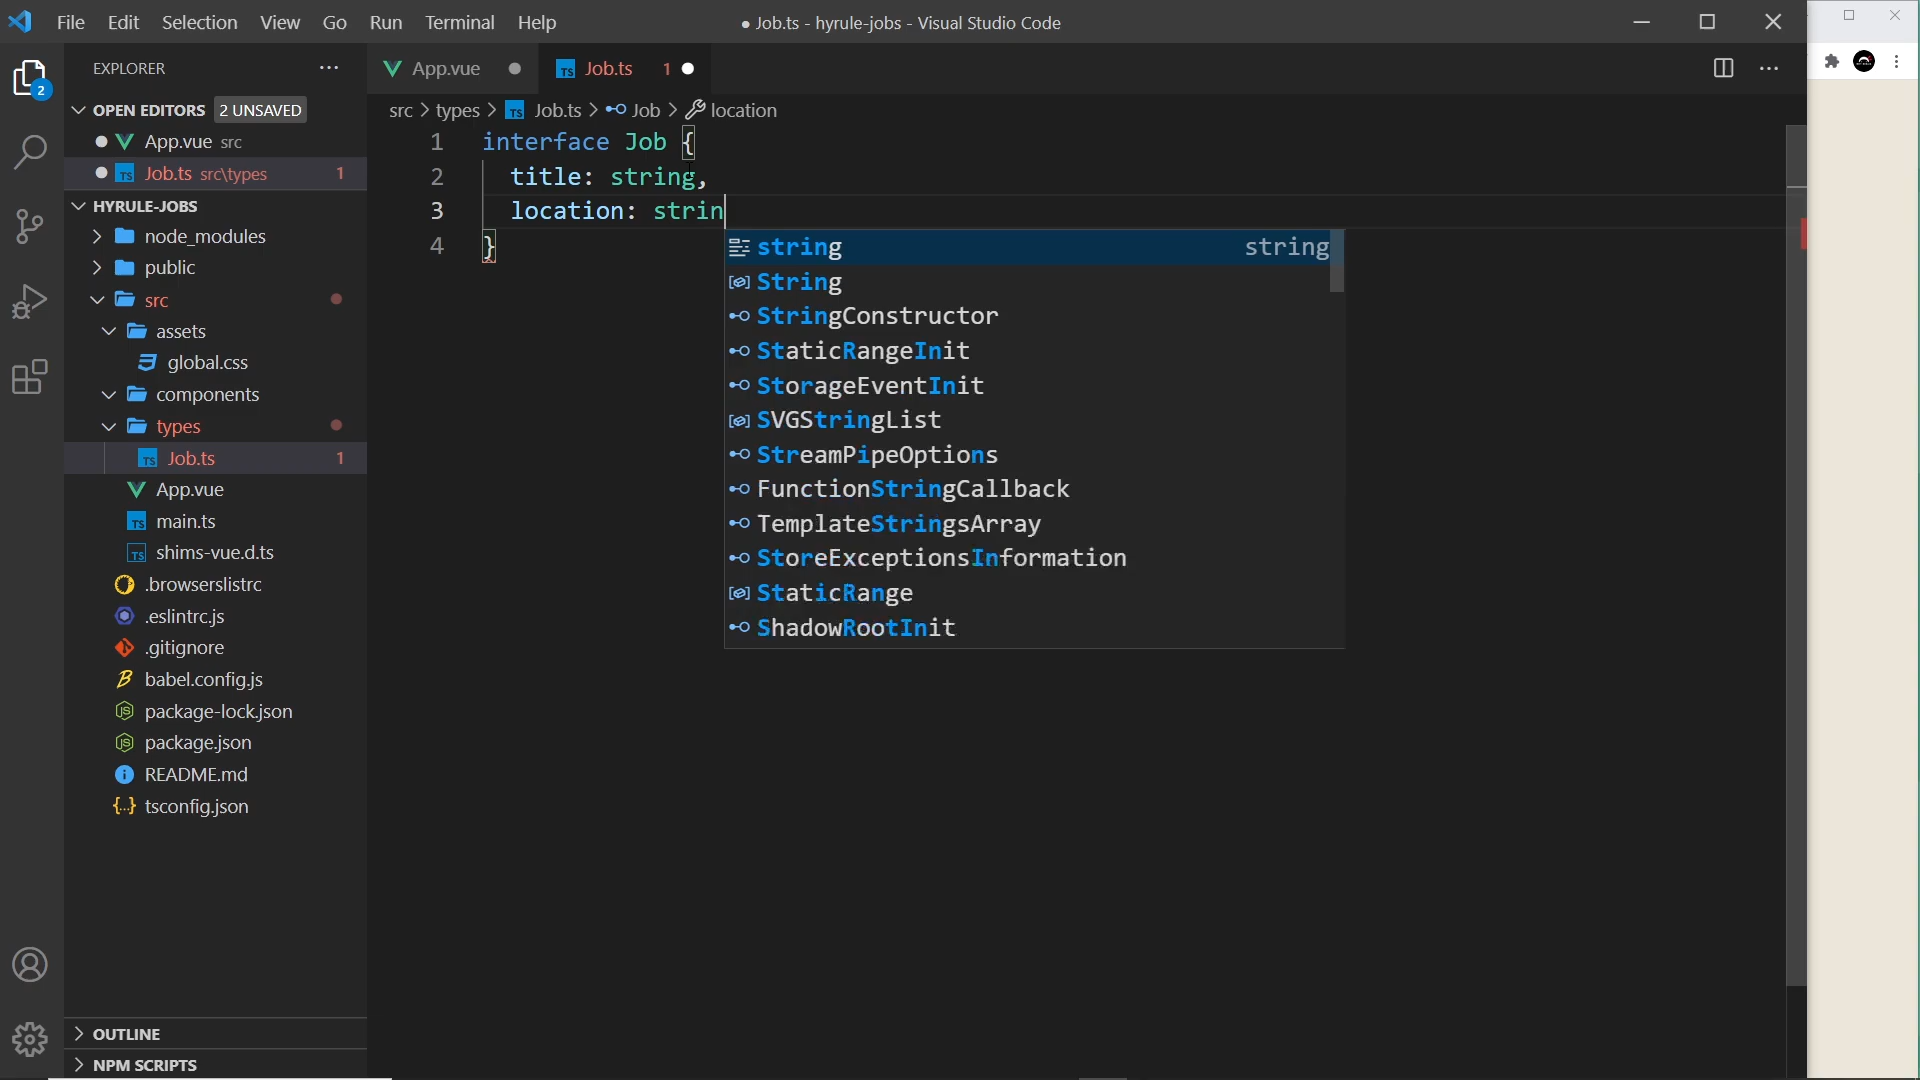 File Edit Selection View Go Run Terminal Help
● Job.ts - hyrule-jobs - Visual Studio Code
EXPLORER
OPEN EDITORS 2 UNSAVED
App.vue src
Job.ts src\types 1
HYRULE-JOBS
node_modules
public
src
assets
global.css
components
types
Job.ts 1
App.vue
main.ts
shims-vue.d.ts
.browserslistrc
.eslintrc.js
.gitignore
babel.config.js
package-lock.json
package.json
README.md
tsconfig.json
OUTLINE
NPM SCRIPTS
2
App.vue
Job.ts 1
src > types > Job.ts > Job > location
1 interface Job {
2 title: string,
3 location: strin
4 }
string string
String
StringConstructor
StaticRangeInit
StorageEventInit
SVGStringList
StreamPipeOptions
FunctionStringCallback
TemplateStringsArray
StoreExceptionsInformation
StaticRange
ShadowRootInit